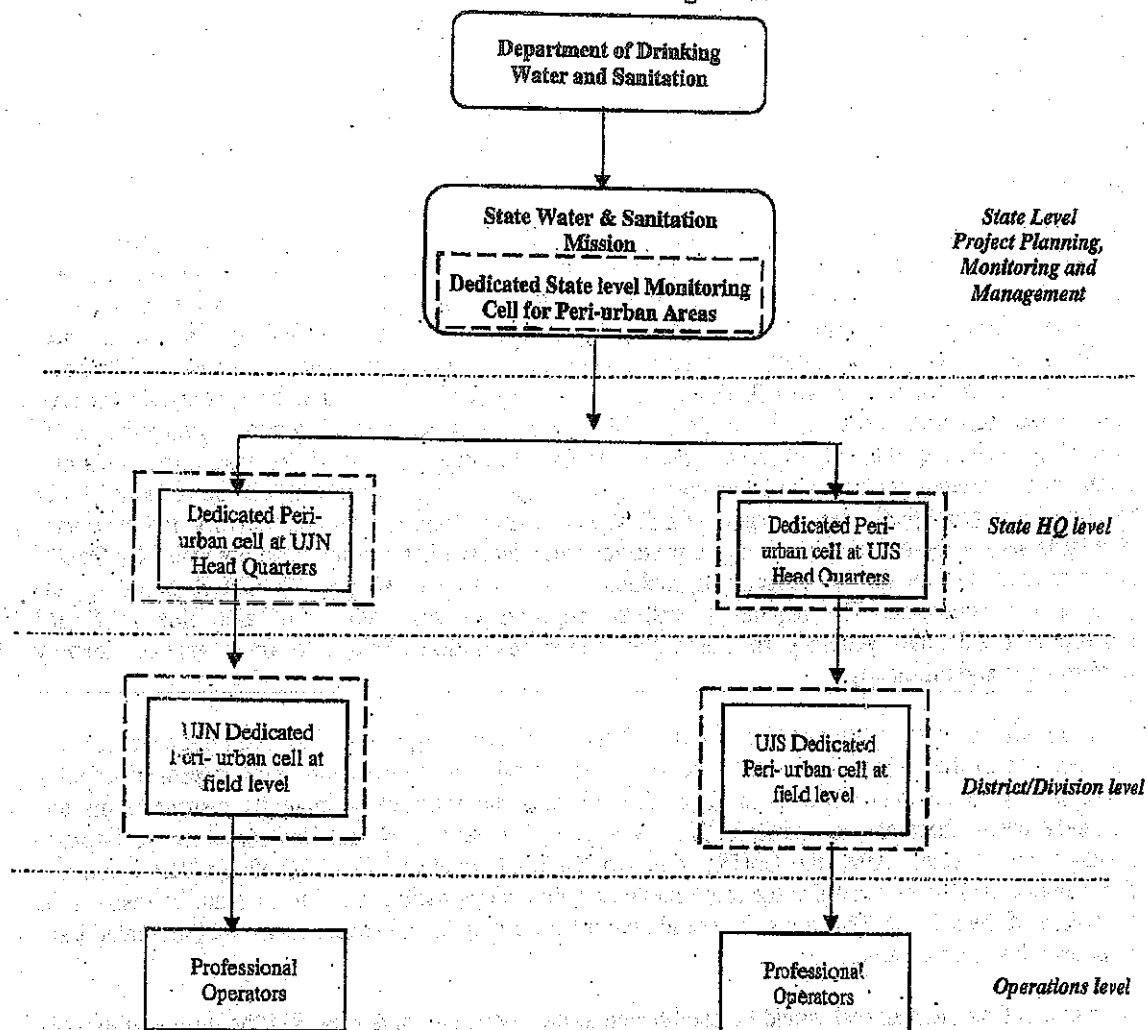 Department of Drinking
Water and Sanitation
State Water & Sanitation
Mission
Dedicated State level Monitoring
Cell for Peri-urban Areas
State Level
Project Planning,
Monitoring and
Management
Dedicated Peri-
urban cell at UJN
Head Quarters
Dedicated Peri-
urban cell at UJS
Head Quarters
State HQ level
UJN Dedicated
Peri- urban cell at
field level
UJS Dedicated
Peri- urban cell at
field level
District/Division level
Professional
Operators
Professional
Operators
Operations level